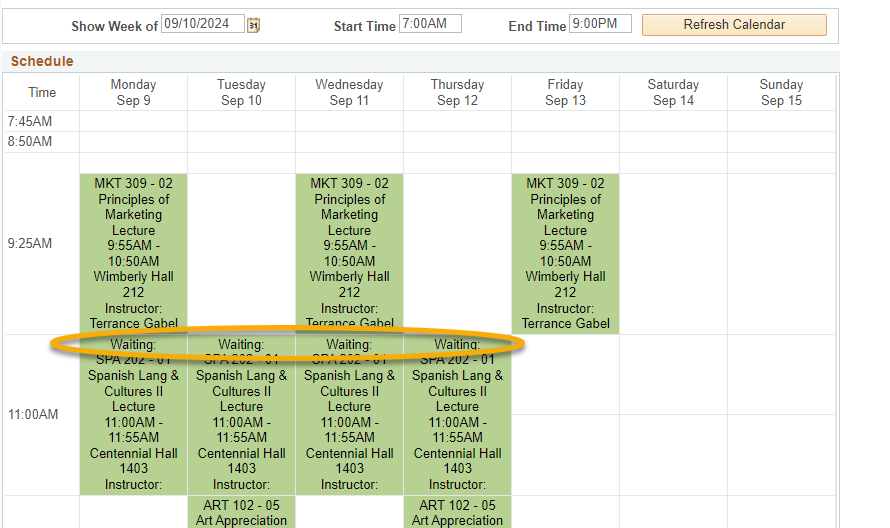 Show Week of 09/10/2024 31 Start Time 7:00AM End Time 9:00PM Refresh Calendar
Schedule
Time
Monday
Sep 9
Tuesday
Sep 10
Wednesday
Sep 11
Thursday
Sep 12
Friday
Sep 13
Saturday
Sep 14
Sunday
Sep 15
7:45AM
8:50AM
9:25AM
MKT 309 - 02
Principles of
Marketing
Lecture
9:55AM -
10:50AM
Wimberly Hall
212
Instructor:
Terrance Gabel
MKT 309 - 02
Principles of
Marketing
Lecture
9:55AM -
10:50AM
Wimberly Hall
212
Instructor:
Terrance Gabel
MKT 309 - 02
Principles of
Marketing
Lecture
9:55AM -
10:50AM
Wimberly Hall
212
Instructor:
Terrance Gabel
11:00AM
Waiting:
SPA 202 - 01
Spanish Lang &
Cultures II
Lecture
11:00AM -
11:55AM
Centennial Hall
1403
Instructor:
Waiting:
SPA 202 - 01
Spanish Lang &
Cultures II
Lecture
11:00AM -
11:55AM
Centennial Hall
1403
Instructor:
Waiting:
SPA 202 - 01
Spanish Lang &
Cultures II
Lecture
11:00AM -
11:55AM
Centennial Hall
1403
Instructor:
Waiting:
SPA 202 - 01
Spanish Lang &
Cultures II
Lecture
11:00AM -
11:55AM
Centennial Hall
1403
Instructor:
ART 102 - 05
Art Appreciation
ART 102 - 05
Art Appreciation